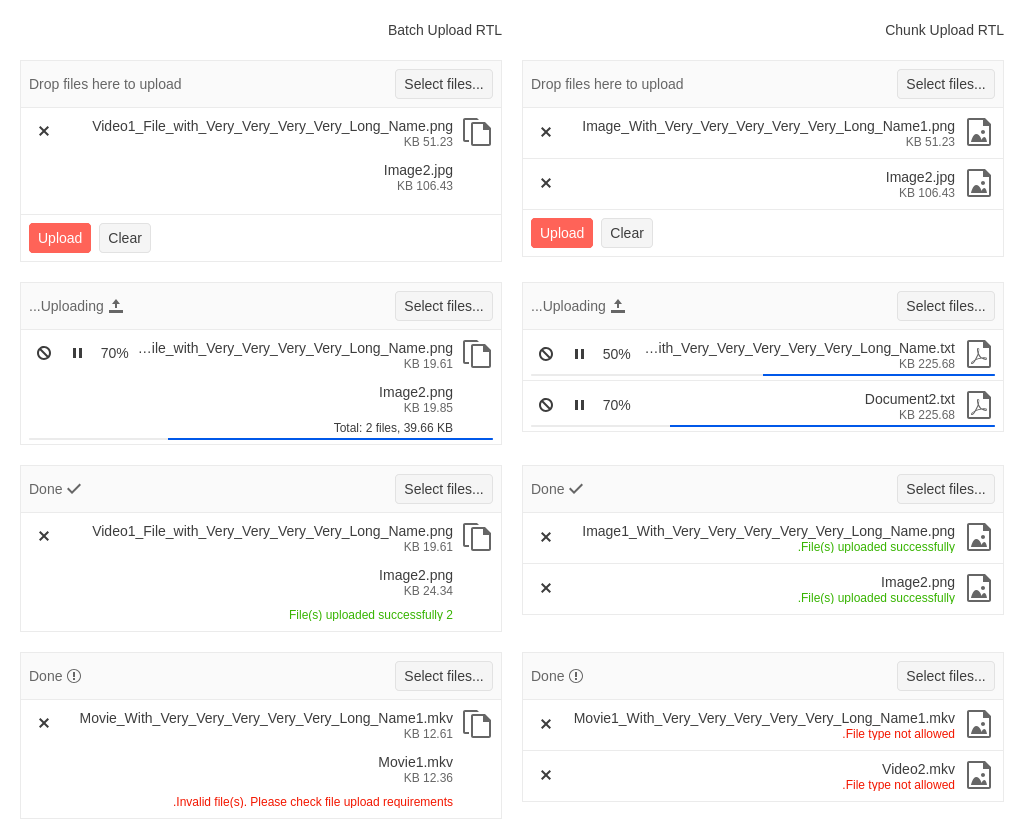 Batch Upload RTL
Drop files here to upload
Select files...
Video1_File_with_Very_Very_Very_Very_Long_Name.png
KB 51.23
Image2.jpg
KB 106.43
Upload
Clear
...Uploading
Select files...
70%
...ile_with_Very_Very_Very_Very_Long_Name.png
KB 19.61
Image2.png
KB 19.85
Total: 2 files, 39.66 KB
Done
Select files...
Video1_File_with_Very_Very_Very_Very_Long_Name.png
KB 19.61
Image2.png
KB 24.34
File(s) uploaded successfully 2
Done
Select files...
Movie_With_Very_Very_Very_Very_Very_Long_Name1.mkv
KB 12.61
Movie1.mkv
KB 12.36
.Invalid file(s). Please check file upload requirements
Chunk Upload RTL
Drop files here to upload
Select files...
Image_With_Very_Very_Very_Very_Very_Long_Name1.png
KB 51.23
Image2.jpg
KB 106.43
Upload
Clear
...Uploading
Select files...
50%
...ith_Very_Very_Very_Very_Very_Long_Name.txt
KB 225.68
70%
Document2.txt
KB 225.68
Done
Select files...
Image1_With_Very_Very_Very_Very_Very_Long_Name.png
.File(s) uploaded successfully
Image2.png
.File(s) uploaded successfully
Done
Select files...
Movie1_With_Very_Very_Very_Very_Very_Long_Name1.mkv
.File type not allowed
Video2.mkv
.File type not allowed